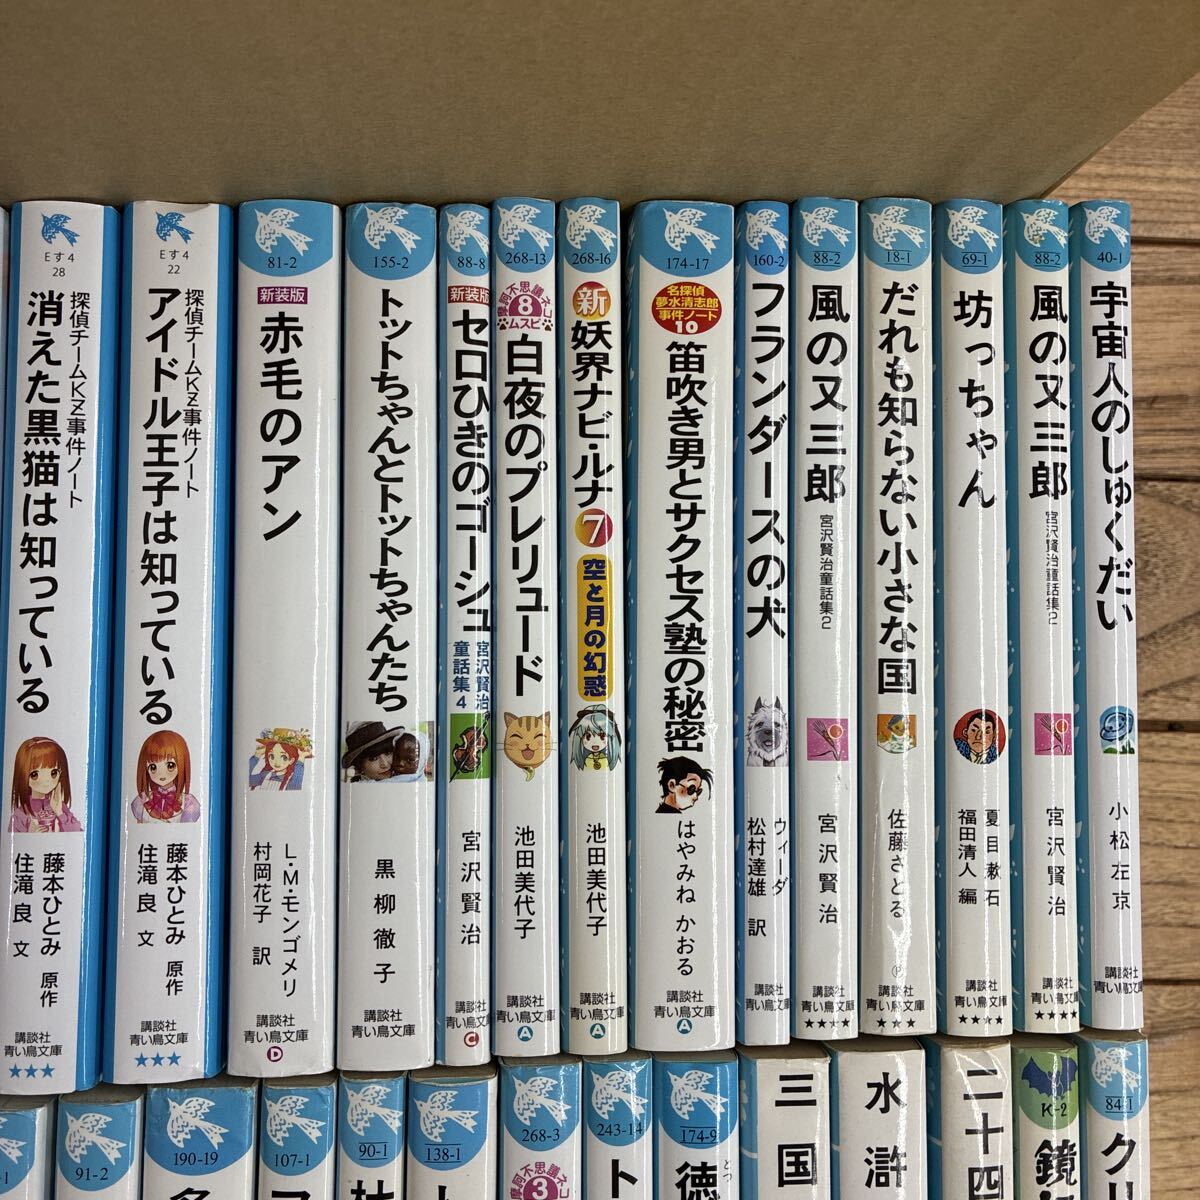 Eす4
28
探偵チームKZ事件ノート
消えた黒猫は知っている
藤本ひとみ 原作
住滝良 文
講談社
青い鳥文庫
★★★
Eす4
22
探偵チームKZ事件ノート
アイドル王子は知っている
藤本ひとみ 原作
住滝良 文
講談社
青い鳥文庫
★★★
81-2
新装版
赤毛のアン
L・M・モンゴメリ
村岡花子 訳
講談社
青い鳥文庫
D
155-2
トットちゃんとトットちゃんたち
黒柳徹子
講談社
青い鳥文庫
88-8
新装版
セロひきのゴーシュ
宮沢賢治
童話集4
宮沢賢治
講談社
青い鳥文庫
C
268-13
摩訶不思議ネコ
8
ムスビ
白夜のプレリュード
池田美代子
講談社
青い鳥文庫
A
268-16
新
妖界ナビ・ルナ
7
空と月の幻惑
池田美代子
講談社
青い鳥文庫
A
174-17
名探偵
夢水清志郎
事件ノート
10
笛吹き男とサクセス塾の秘密
はやみねかおる
講談社
青い鳥文庫
A
160-2
フランダースの犬
ウィーダ
松村達雄 訳
講談社
青い鳥文庫
88-2
風の又三郎
宮沢賢治童話集2
宮沢賢治
講談社
青い鳥文庫
★★★★
18-1
だれも知らない小さな国
佐藤さとる
P
講談社
青い鳥文庫
★★★
69-1
坊っちゃん
夏目漱石
福田清人 編
講談社
青い鳥文庫
★★★★
88-2
風の又三郎
宮沢賢治童話集2
宮沢賢治
講談社
青い鳥文庫
★★★★
40-1
宇宙人のしゅくだい
小松左京
講談社
青い鳥文庫
91-2
190-19
107-1
90-1
138-1
268-3
摩訶不思議ネコ
3
243-14
ト
174-9
徳
三国
水滸
二十四
K-2
鏡
84-1
ク